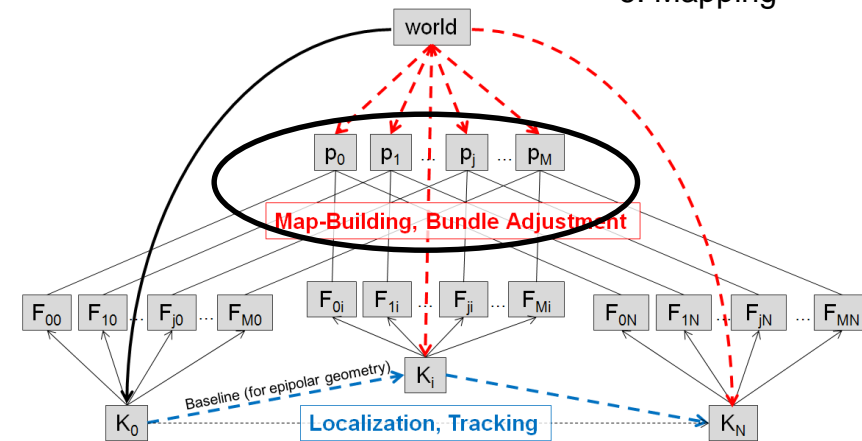 world
p0 p1 ... pj ... pM
Map-Building, Bundle Adjustment
F00 F10 ... Fj0 ... FM0
F0i F1i ... Fji ... FMi
F0N F1N ... FjN ... FMN
Ki
Baseline (for epipolar geometry)
K0
Localization, Tracking
KN